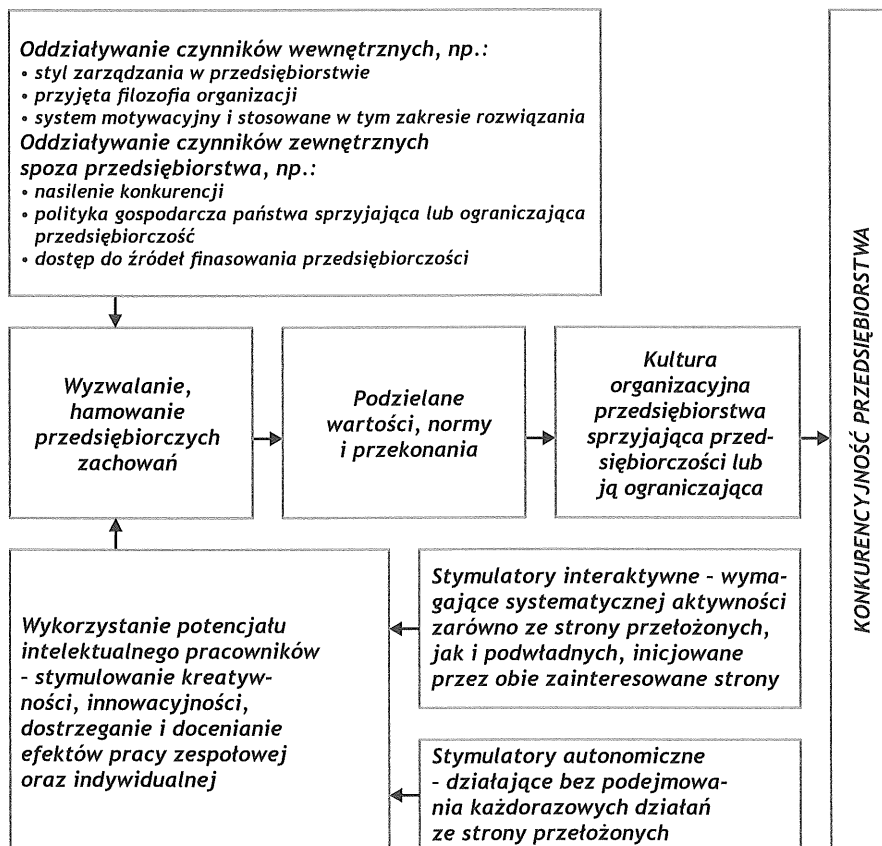 Oddziaływanie czynników wewnętrznych, np.:
• styl zarządzania w przedsiębiorstwie
• przyjęta filozofia organizacji
• system motywacyjny i stosowane w tym zakresie rozwiązania
Oddziaływanie czynników zewnętrznych
spoza przedsiębiorstwa, np.:
• nasilenie konkurencji
• polityka gospodarcza państwa sprzyjająca lub ograniczająca
przedsiębiorczość
• dostęp do źródeł finasowania przedsiębiorczości
Wyzwalanie,
hamowanie
przedsiębiorczych
zachowań
Podzielane
wartości, normy
i przekonania
Kultura
organizacyjna
przedsiębiorstwa
sprzyjająca przed-
siębiorczości lub
ją ograniczająca
Wykorzystanie potencjału
intelektualnego pracowników
– stymulowanie kreatyw-
ności, innowacyjności,
dostrzeganie i docenianie
efektów pracy zespołowej
oraz indywidualnej
Stymulatory interaktywne – wyma-
gające systematycznej aktywności
zarówno ze strony przełożonych,
jak i podwładnych, inicjowane
przez obie zainteresowane strony
Stymulatory autonomiczne
– działające bez podejmowa-
nia każdorazowych działań
ze strony przełożonych
KONKURENCYJNOŚĆ PRZEDSIĘBIORSTWA